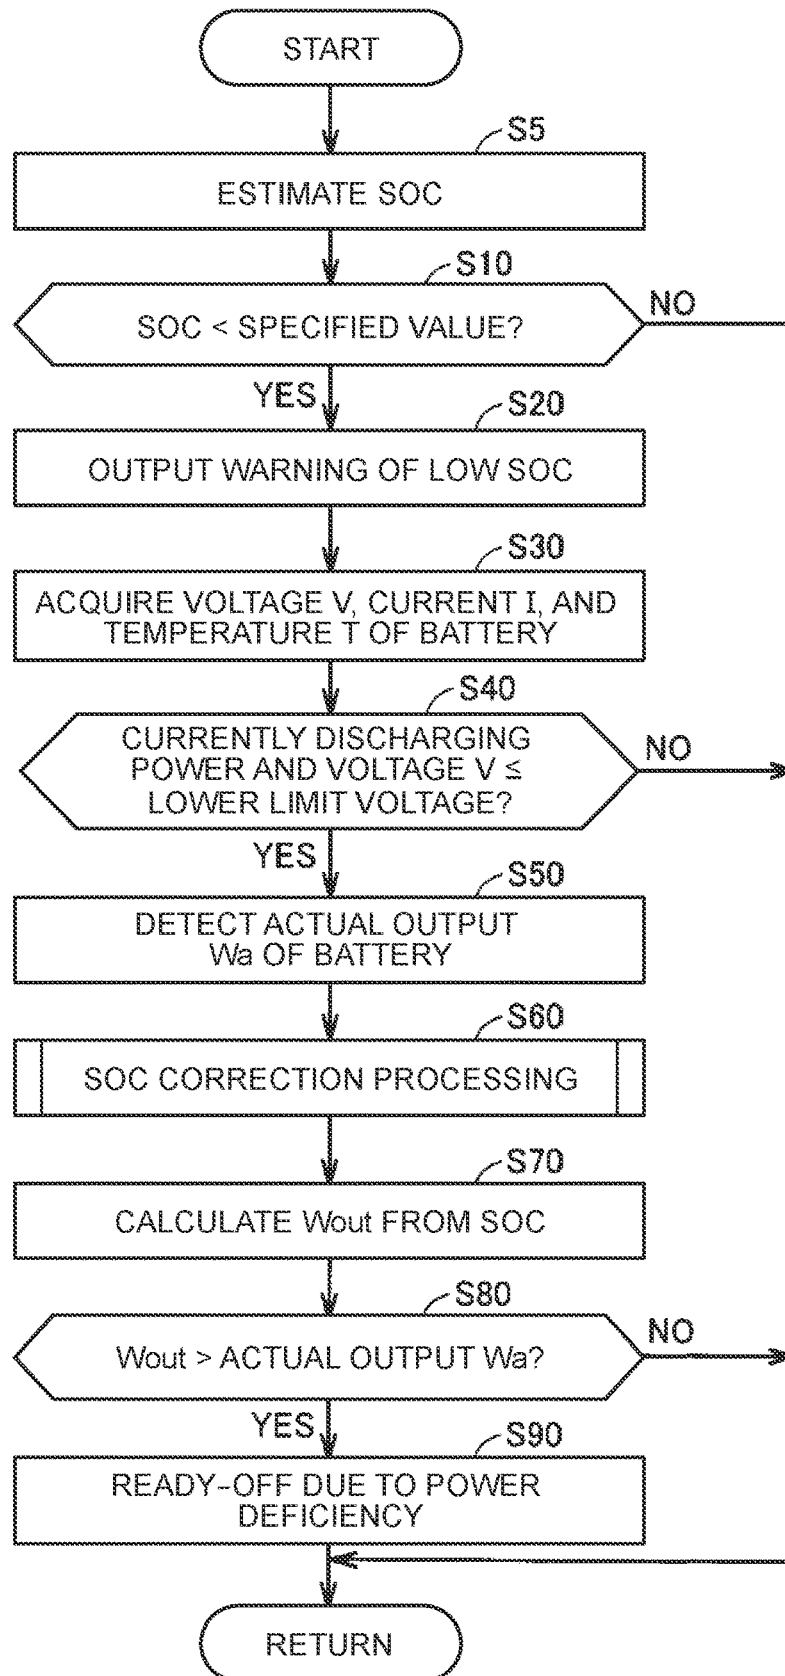 START
S5
ESTIMATE SOC
S10
SOC < SPECIFIED VALUE?
NO
YES
S20
OUTPUT WARNING OF LOW SOC
S30
ACQUIRE VOLTAGE V, CURRENT I, AND
TEMPERATURE T OF BATTERY
S40
CURRENTLY DISCHARGING
POWER AND VOLTAGE V ≤
LOWER LIMIT VOLTAGE?
NO
YES
S50
DETECT ACTUAL OUTPUT
Wa OF BATTERY
S60
SOC CORRECTION PROCESSING
S70
CALCULATE Wout FROM SOC
S80
Wout > ACTUAL OUTPUT Wa?
NO
YES
S90
READY-OFF DUE TO POWER
DEFICIENCY
RETURN